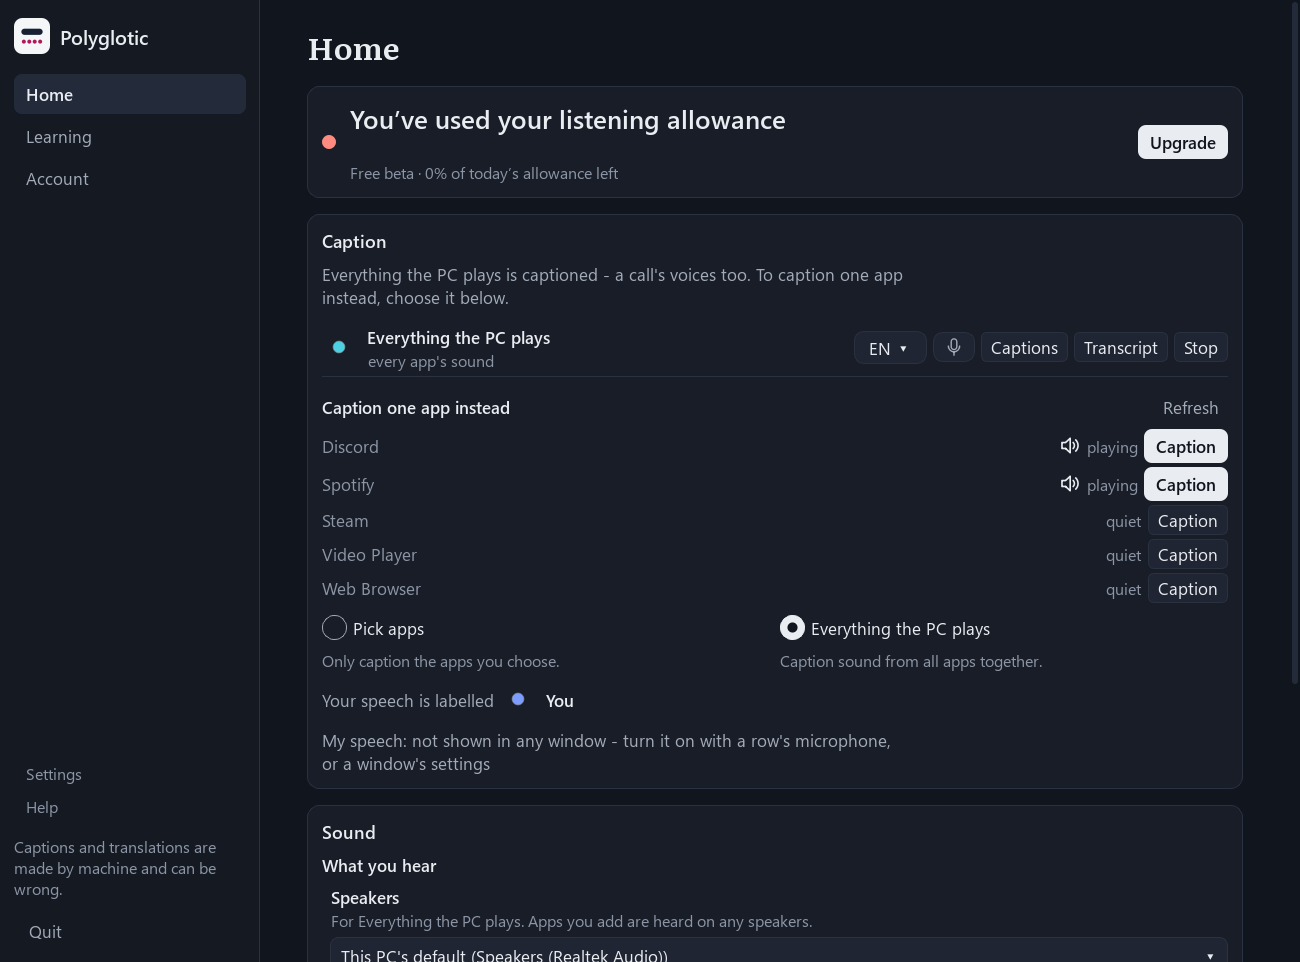 Polyglotic
Home
Learning
Account
Settings
Help
Captions and translations are
made by machine and can be
wrong.
Quit
Home
You’ve used your listening allowance
Free beta · 0% of today’s allowance left
Upgrade
Caption
Everything the PC plays is captioned - a call's voices too. To caption one app
instead, choose it below.
Everything the PC plays
every app's sound
EN
Captions
Transcript
Stop
Caption one app instead
Refresh
Discord
playing
Caption
Spotify
playing
Caption
Steam
quiet
Caption
Video Player
quiet
Caption
Web Browser
quiet
Caption
Pick apps
Only caption the apps you choose.
Everything the PC plays
Caption sound from all apps together.
Your speech is labelled
You
My speech: not shown in any window - turn it on with a row's microphone,
or a window's settings
Sound
What you hear
Speakers
For Everything the PC plays. Apps you add are heard on any speakers.
This PC's default (Speakers (Realtek Audio))